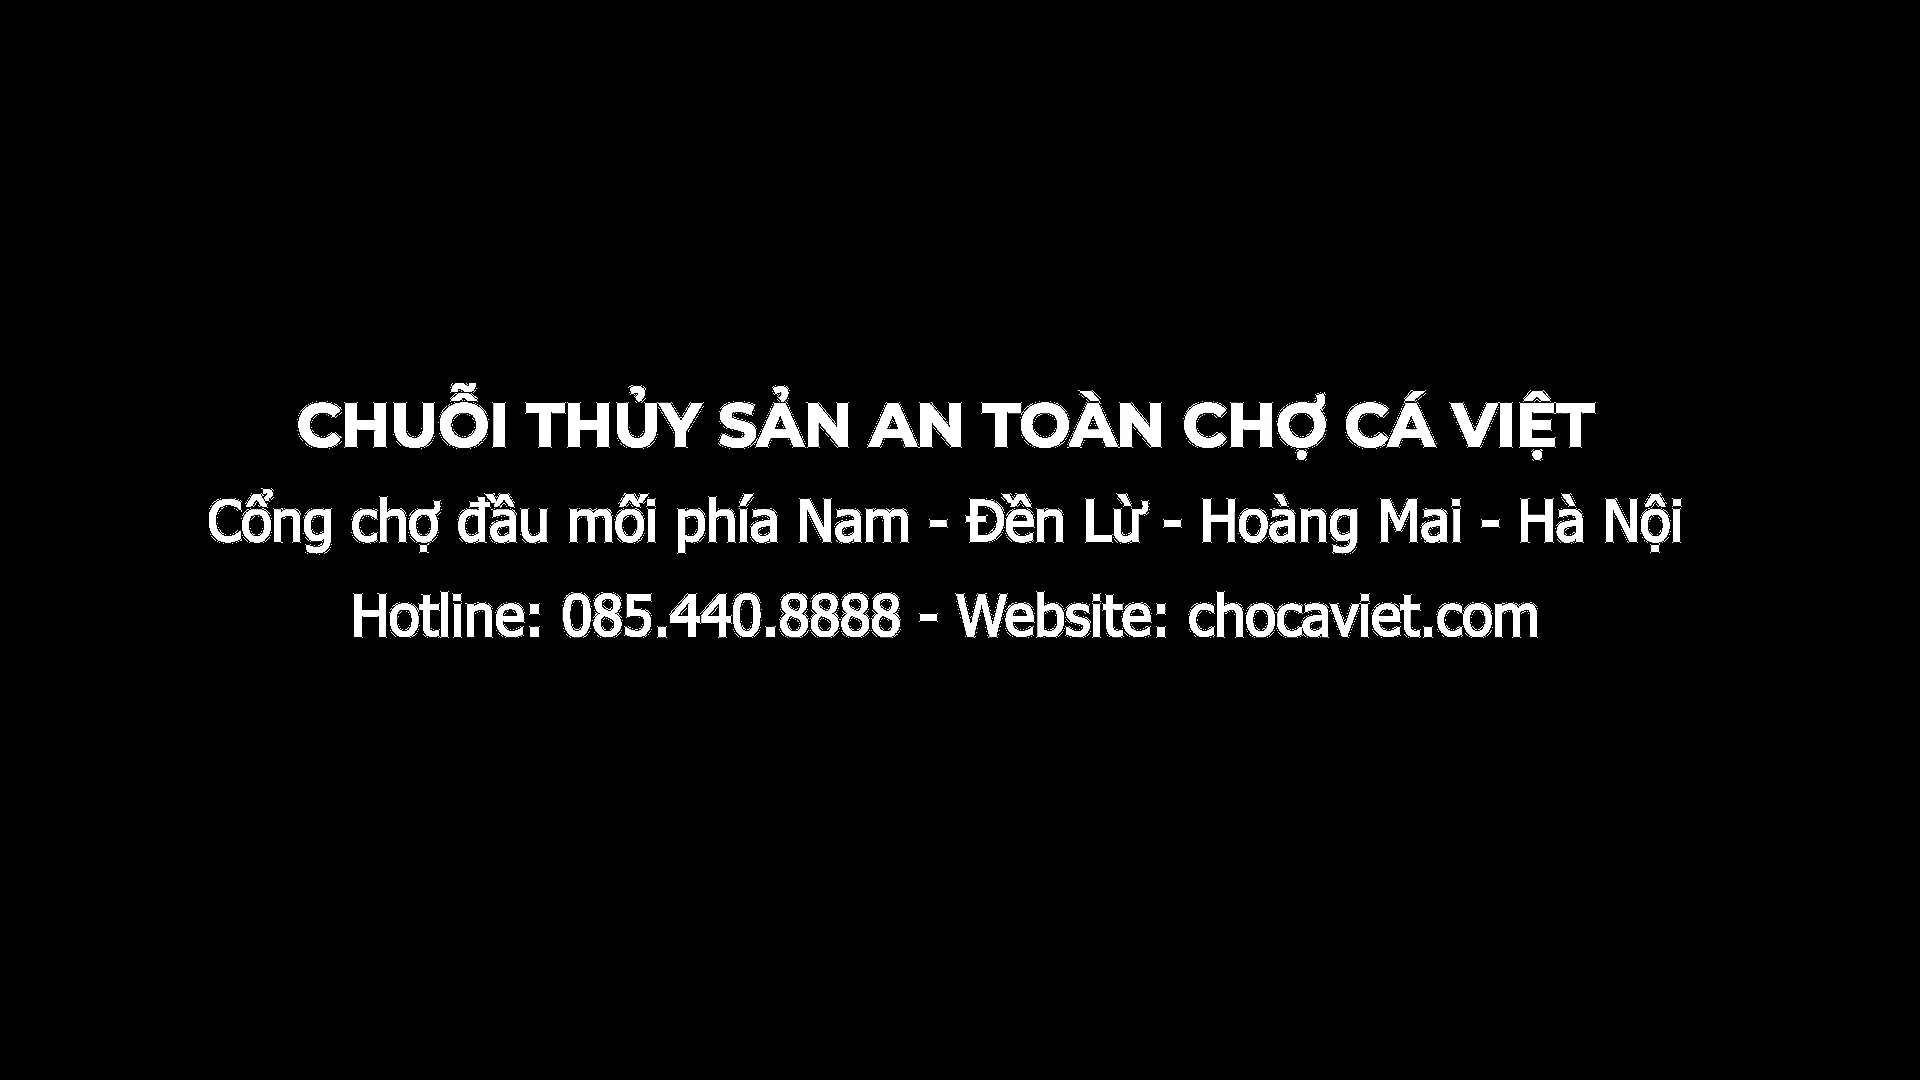 CHUỖI THỦY SẢN AN TOÀN CHỢ CÁ VIỆT
Cổng chợ đầu mỗi phía Nam - Đền Lừ - Hoàng Mai - Hà Nội
Hotline: 085.440.8888 - Website: chocaviet.com